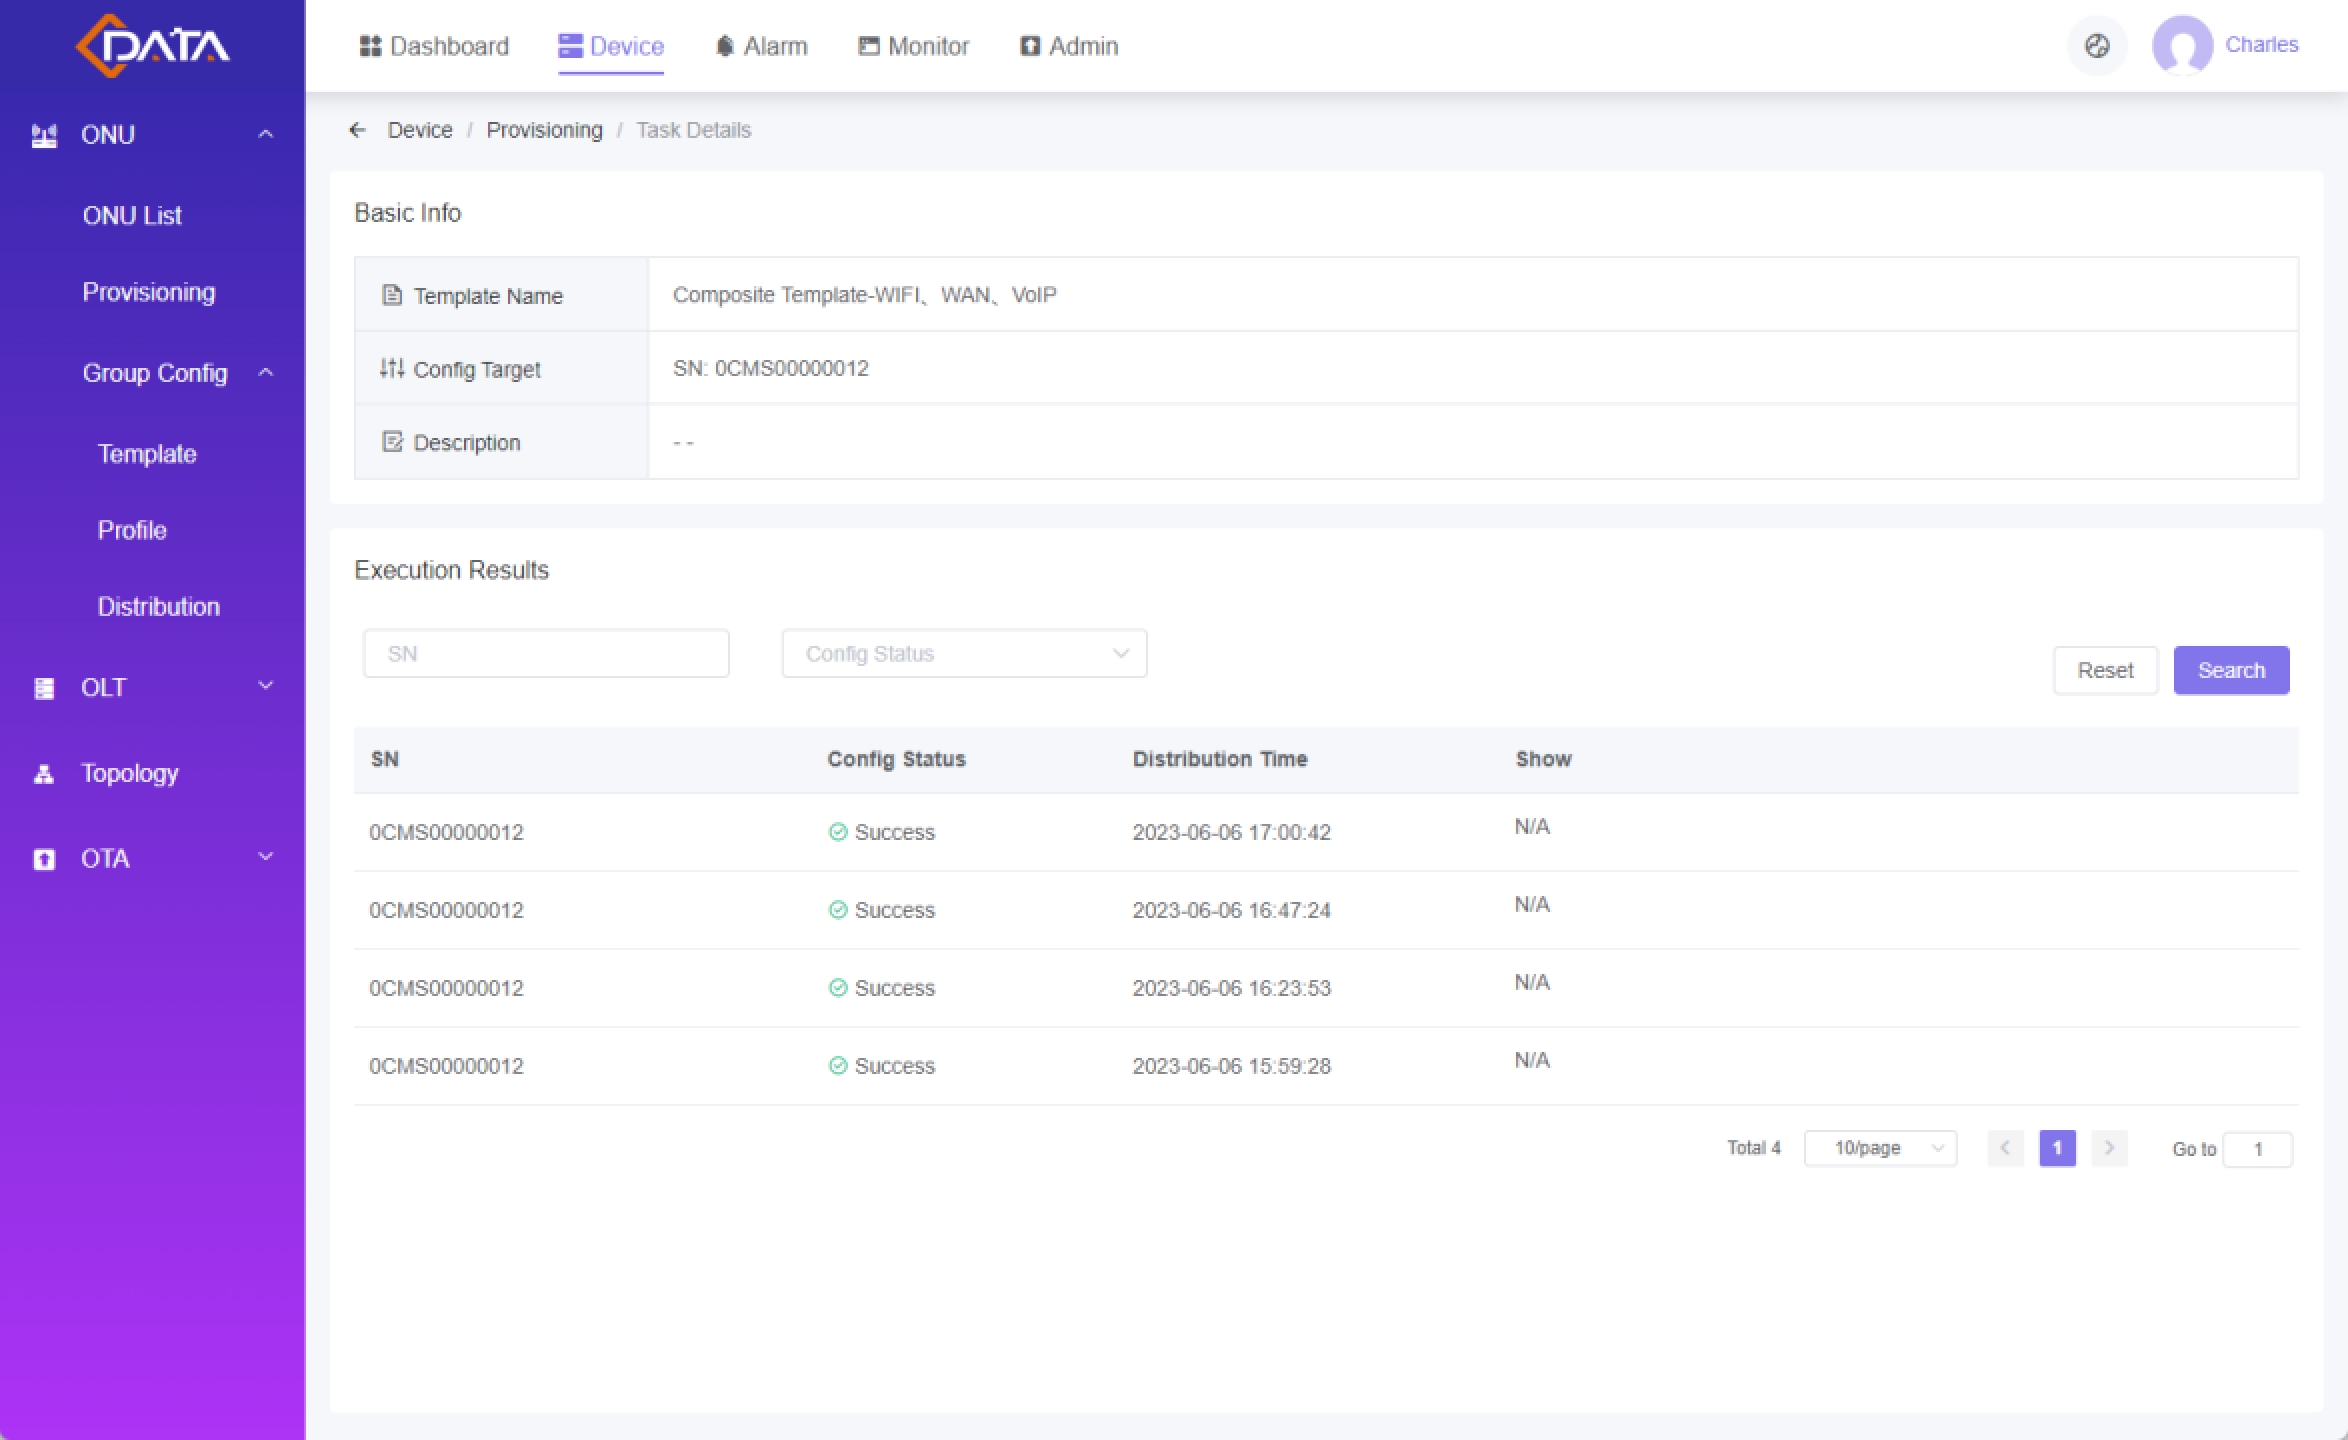 DATA
Dashboard Device Alarm Monitor Admin
Charles
ONU
ONU List
Provisioning
Group Config
Template
Profile
Distribution
OLT
Topology
OTA
Device / Provisioning / Task Details
Basic Info
Template Name Composite Template-WIFI、WAN、VoIP
Config Target SN: 0CMS00000012
Description - -
Execution Results
SN Config Status
Reset Search
SN Config Status Distribution Time Show
0CMS00000012 Success 2023-06-06 17:00:42 N/A
0CMS00000012 Success 2023-06-06 16:47:24 N/A
0CMS00000012 Success 2023-06-06 16:23:53 N/A
0CMS00000012 Success 2023-06-06 15:59:28 N/A
Total 4 10/page 1 Go to 1